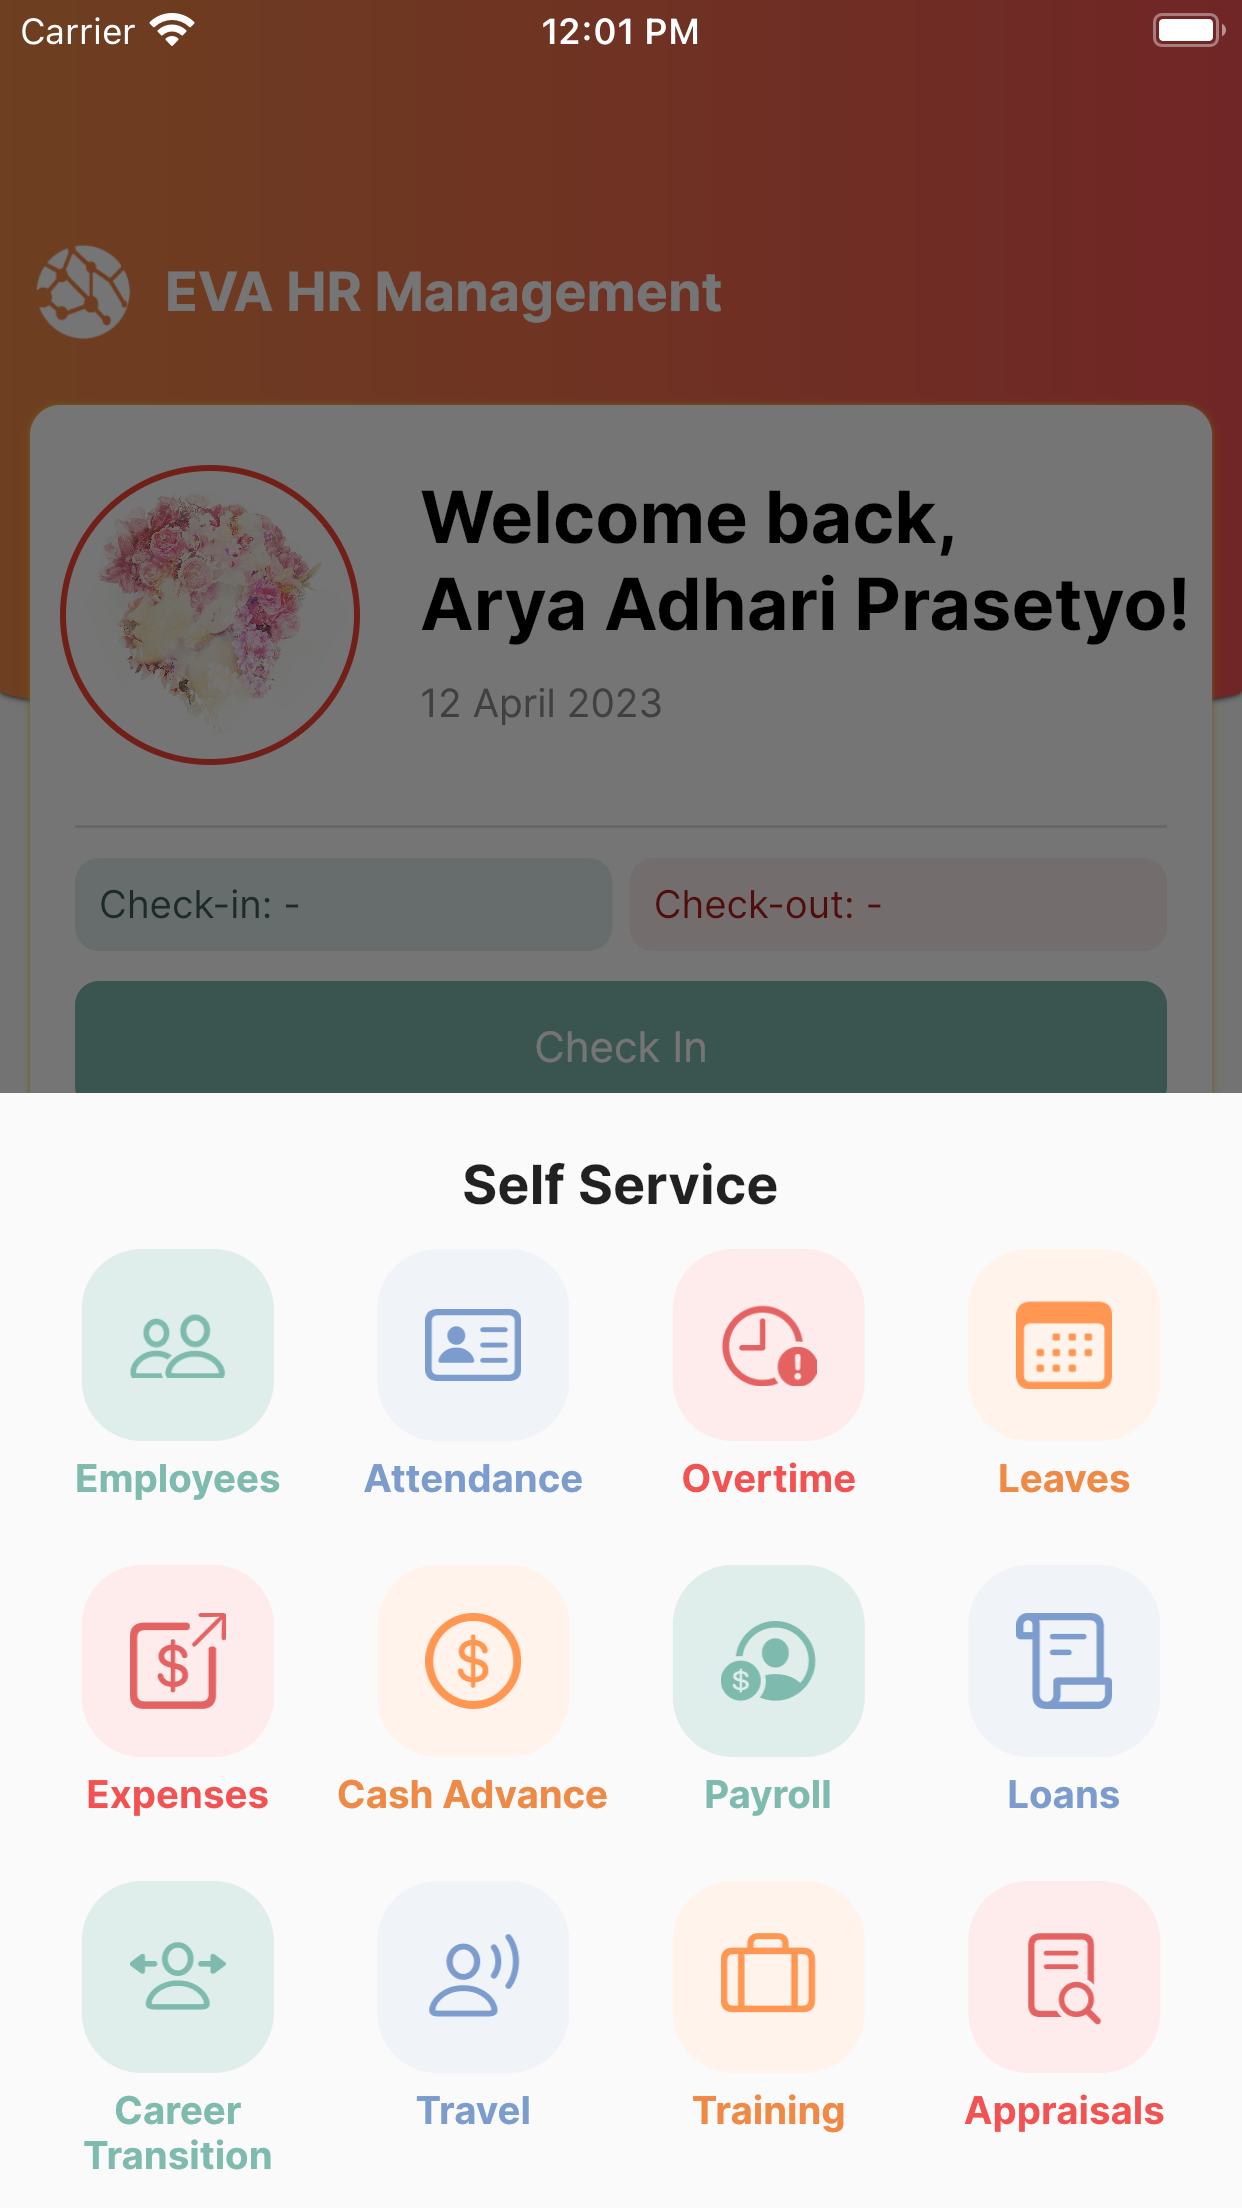 Carrier 12:01 PM
EVA HR Management
Welcome back,
Arya Adhari Prasetyo!
12 April 2023
Check-in: - Check-out: -
Check In
Self Service
Employees Attendance Overtime Leaves
Expenses Cash Advance Payroll Loans
Career Travel Training Appraisals
Transition